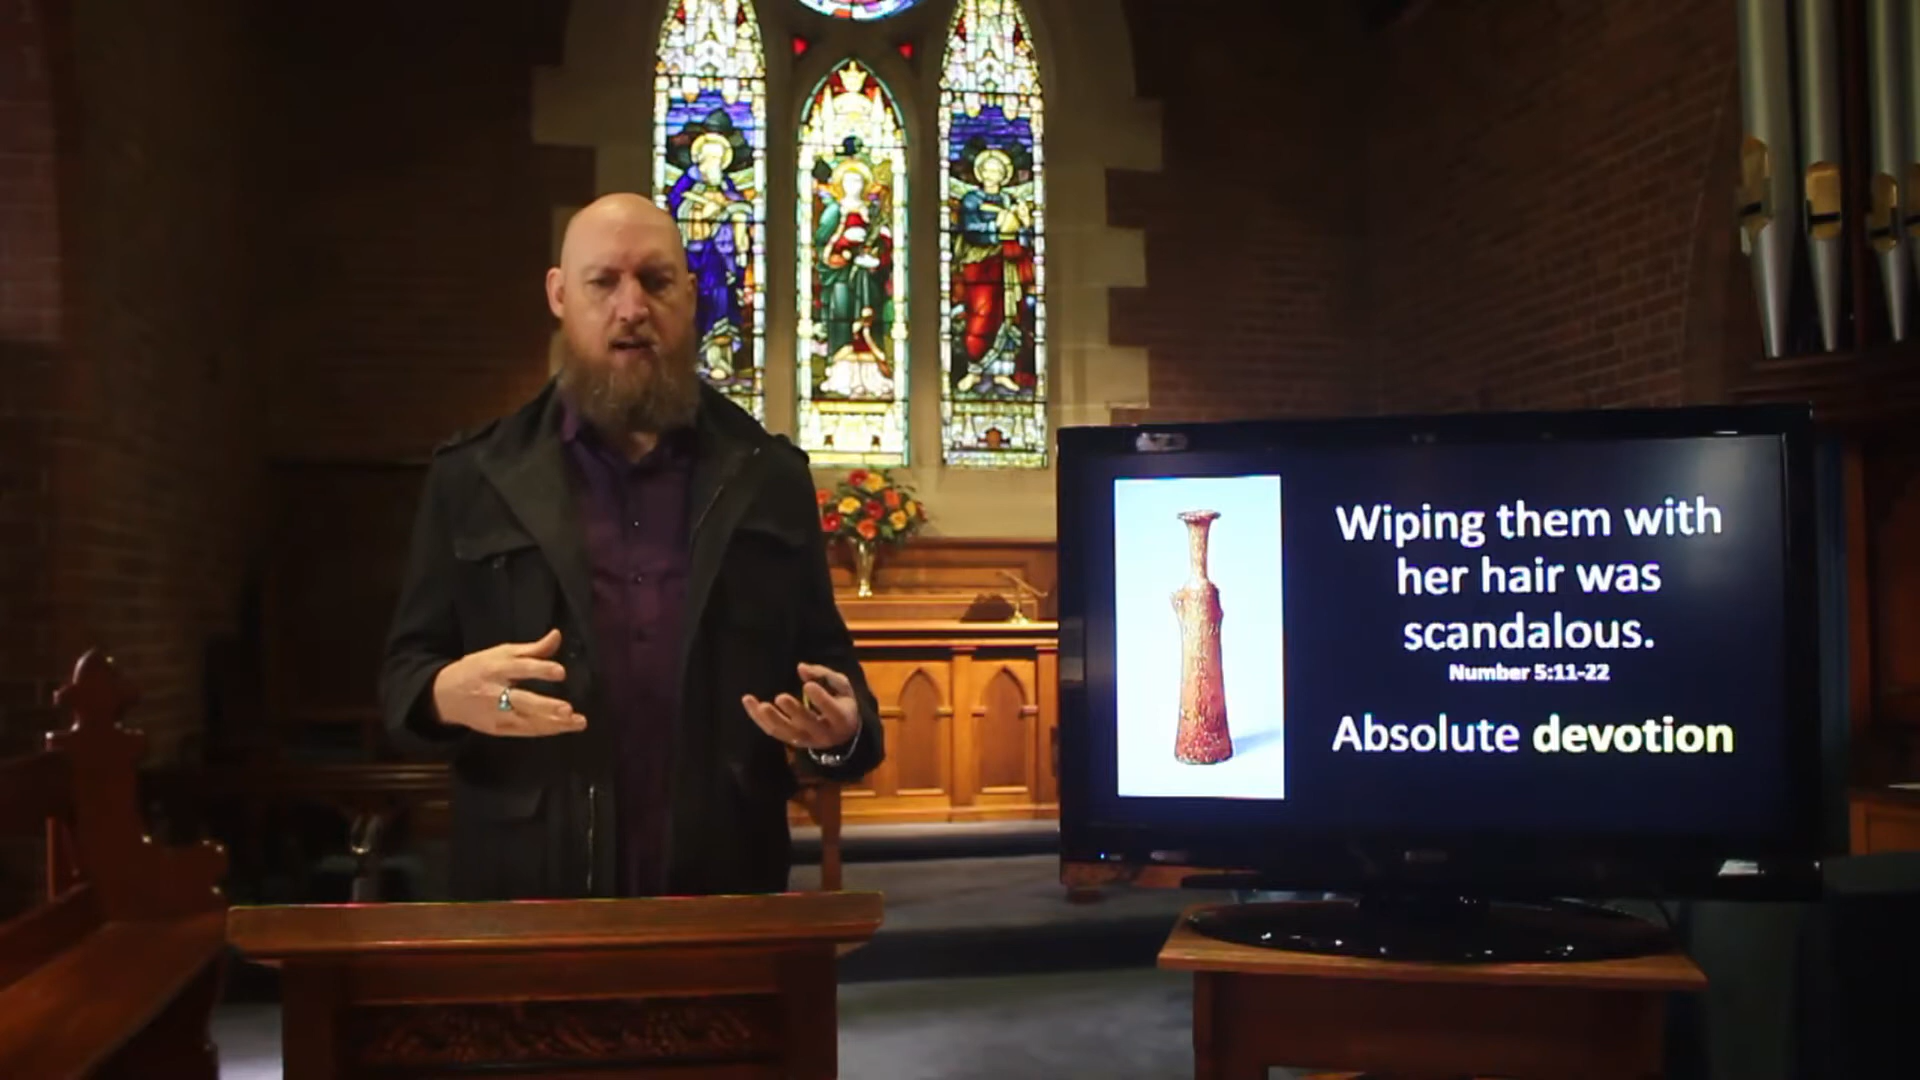 Wiping them with
her hair was
scandalous.
Number 5:11-22
Absolute devotion